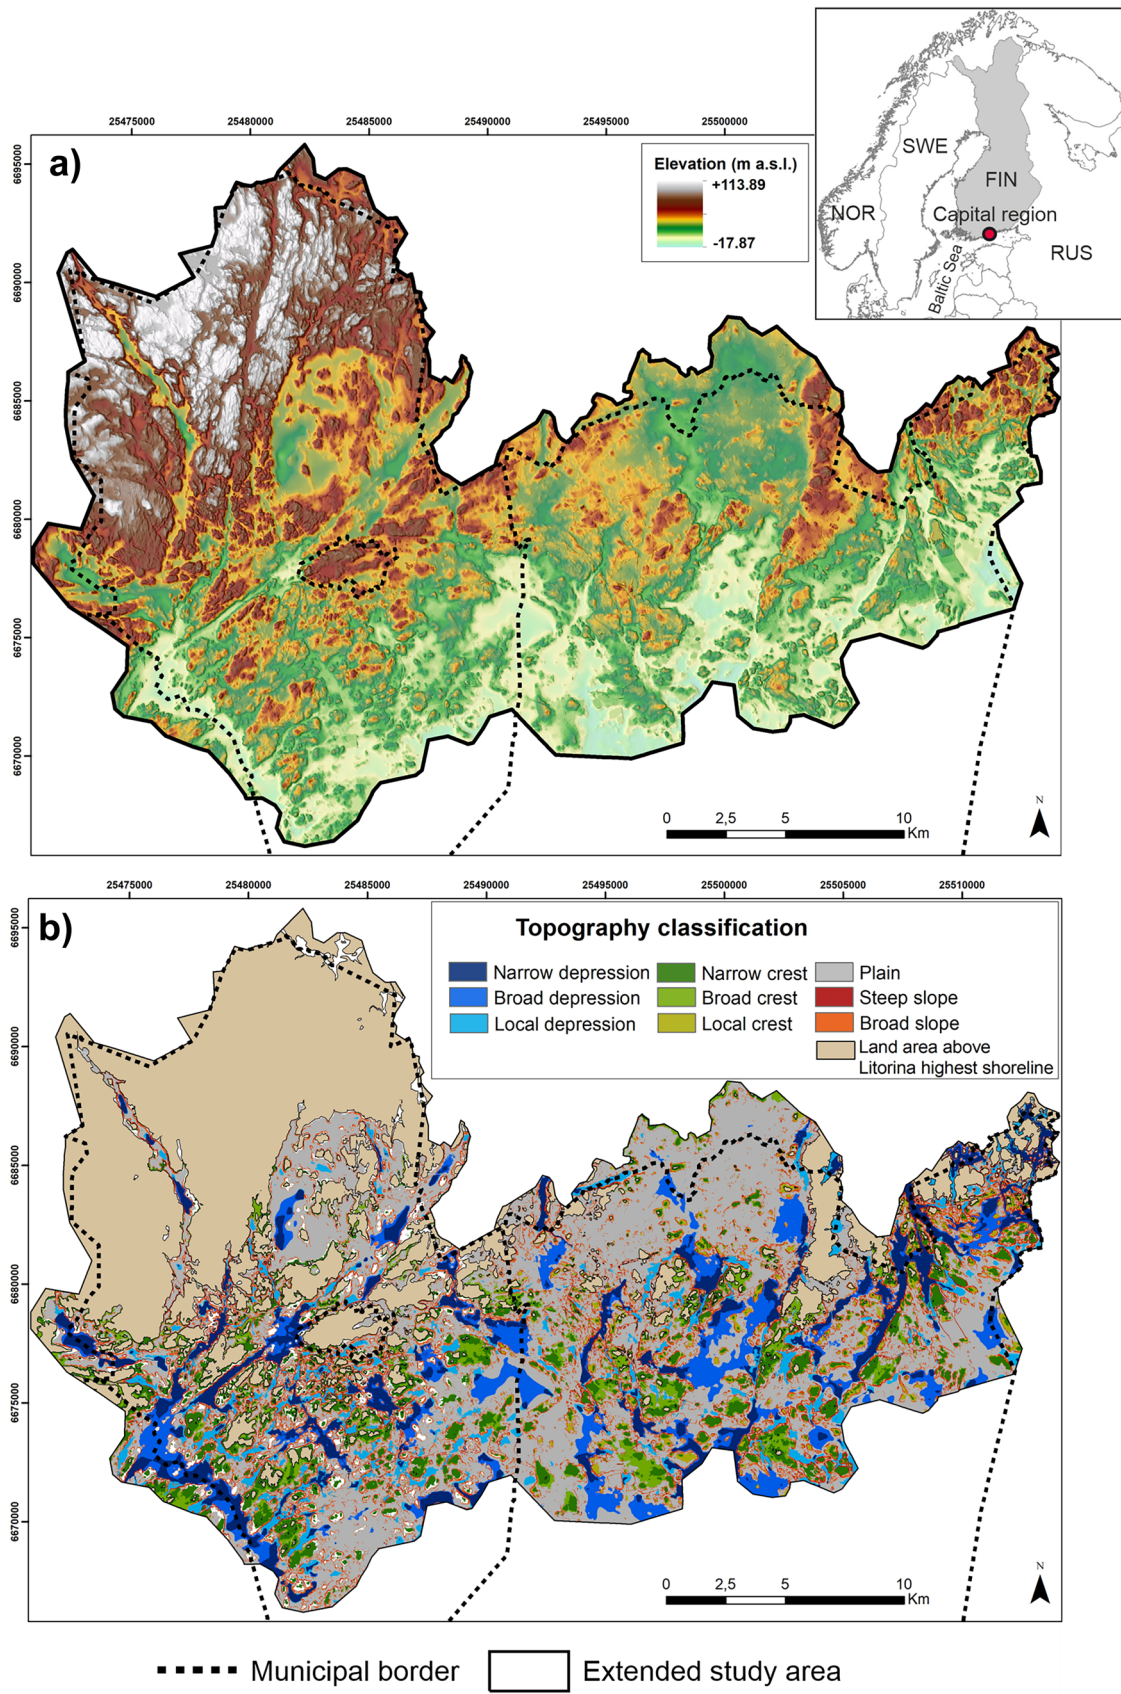 SWE
FIN
NOR
Capital region
RUS
Baltic Sea
25475000 25480000 25485000 25490000 25495000 25500000
a)
Elevation (m a.s.l.)
+113.89
-17.87
6695000
6690000
6685000
6680000
6675000
6670000
N
0 2,5 5 10
Km
25475000 25480000 25485000 25490000 25495000 25500000 25505000 25510000
b)
Topography classification
Narrow depression Narrow crest Plain
Broad depression Broad crest Steep slope
Local depression Local crest Broad slope
Land area above
Litorina highest shoreline
6695000
6690000
6685000
6680000
6675000
6670000
N
0 2,5 5 10
Km
Municipal border Extended study area